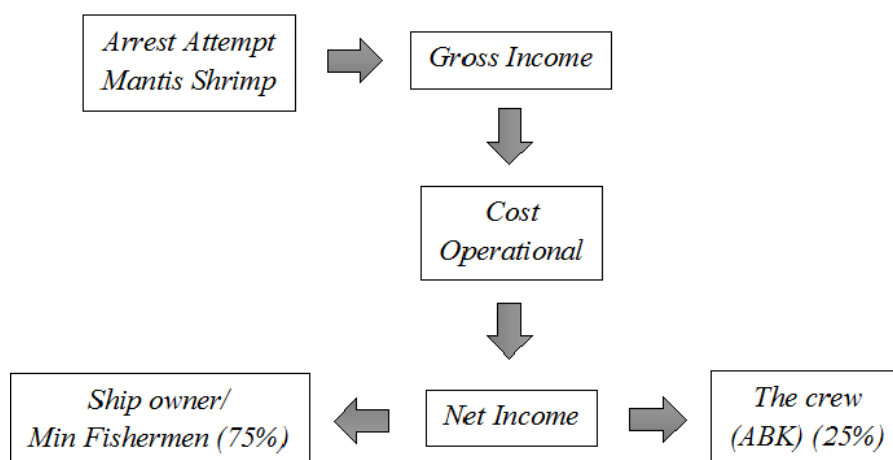 Arrest Attempt
Mantis Shrimp
Gross Income
Cost
Operational
Ship owner/
Min Fishermen (75%)
Net Income
The crew
(ABK) (25%)